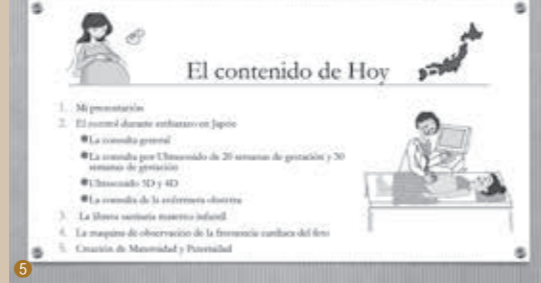 El contenido de Hoy
1. Mi presentación
2. El control durante embarazo en Japón
●La consulta general
●La consulta por Ultrasonido de 20 semanas de gestación y 30
semanas de gestación
●Ultrasonido 3D y 4D
●La consulta de la enfermera obstetra
3. La libreta sanitaria materno infantil
4. La maquina de observación de la frecuencia cardiaca del feto
5. Creación de Maternidad y Paternidad
5